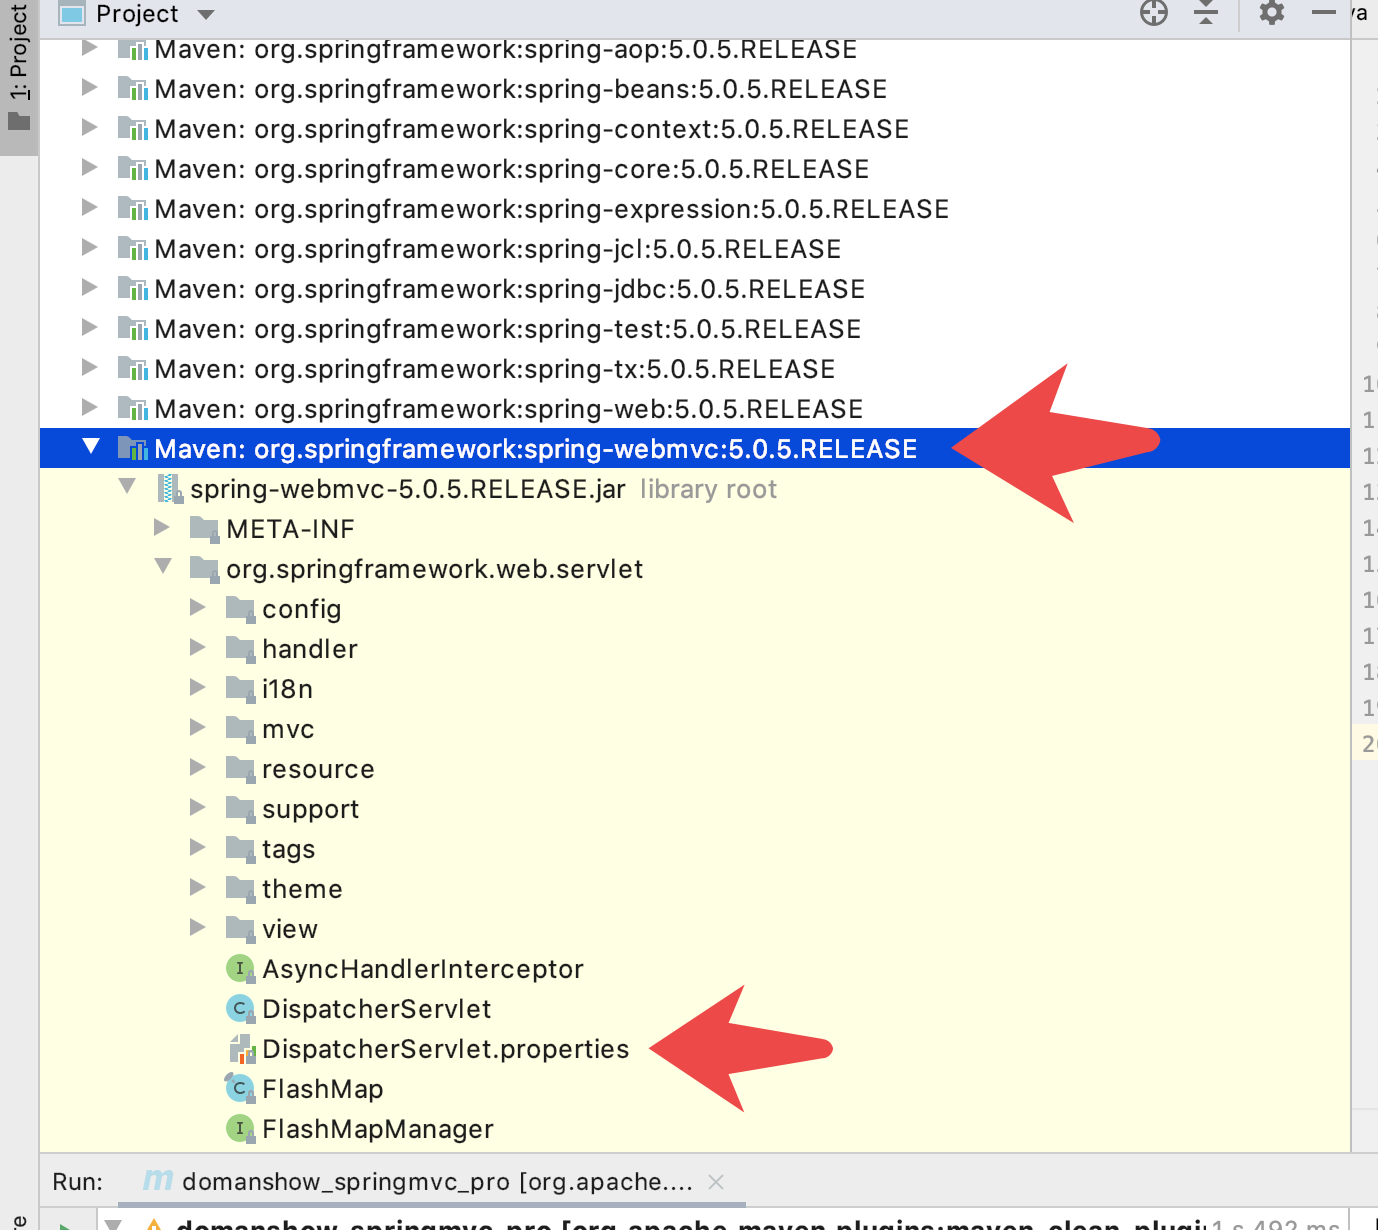 Project
1: Project
Maven: org.springframework:spring-aop:5.0.5.RELEASE
Maven: org.springframework:spring-beans:5.0.5.RELEASE
Maven: org.springframework:spring-context:5.0.5.RELEASE
Maven: org.springframework:spring-core:5.0.5.RELEASE
Maven: org.springframework:spring-expression:5.0.5.RELEASE
Maven: org.springframework:spring-jcl:5.0.5.RELEASE
Maven: org.springframework:spring-jdbc:5.0.5.RELEASE
Maven: org.springframework:spring-test:5.0.5.RELEASE
Maven: org.springframework:spring-tx:5.0.5.RELEASE
Maven: org.springframework:spring-web:5.0.5.RELEASE
Maven: org.springframework:spring-webmvc:5.0.5.RELEASE
spring-webmvc-5.0.5.RELEASE.jar library root
META-INF
org.springframework.web.servlet
config
handler
i18n
mvc
resource
support
tags
theme
view
AsyncHandlerInterceptor
DispatcherServlet
DispatcherServlet.properties
FlashMap
FlashMapManager
Run: domanshow_springmvc_pro [org.apache....
domanshow_springmvc_pro [org.apache.maven.plugins:maven-clean-plugi 1 s 492 ms